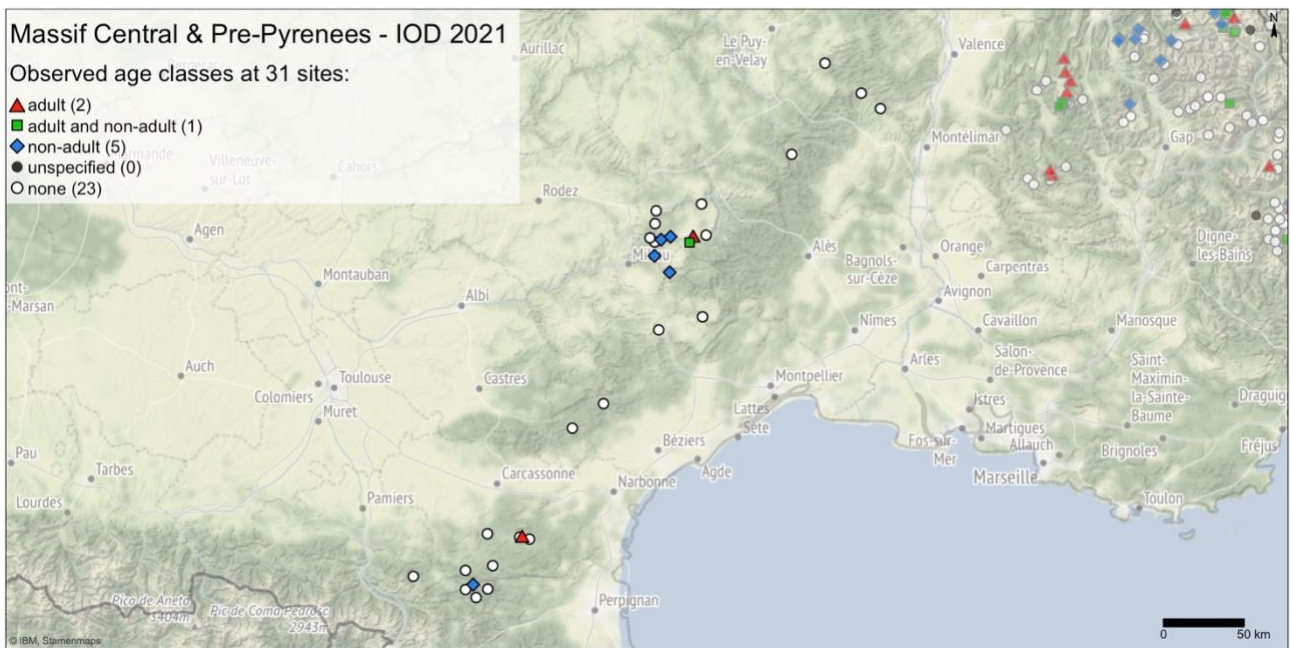 Massif Central & Pre-Pyrenees - IOD 2021
Observed age classes at 31 sites:
adult (2)
adult and non-adult (1)
non-adult (5)
unspecified (0)
none (23)
N
Aurillac
Le Puy-
en-Velay
Valence
Montélimar
Gap
Villeneuve-
sur-Lot
Cahors
Rodez
Agen
Alès
Bagnols-
sur-Cèze
Orange
Carpentras
Digne-
les-Bains
Montauban
-Marsan
Albi
Avignon
Nîmes
Cavaillon
Manosque
Auch
Colomiers
Toulouse
Muret
Castres
Montpellier
Arles
Salon-
de-Provence
Saint-
Maximin-
la-Sainte-
Baume
Draguig
Lattes
Sète
Istres
Martigues
Fos-sur-
Mer
Allauch
Brignoles
Fréjus
Pau
Tarbes
Béziers
Agde
Marseille
Carcassonne
Narbonne
Lourdes
Pamiers
Toulon
Pico de Aneto
3404m
Pic de Coma Pedrosc
2943m
Perpignan
0 50 km
© IBM, Stamenmaps